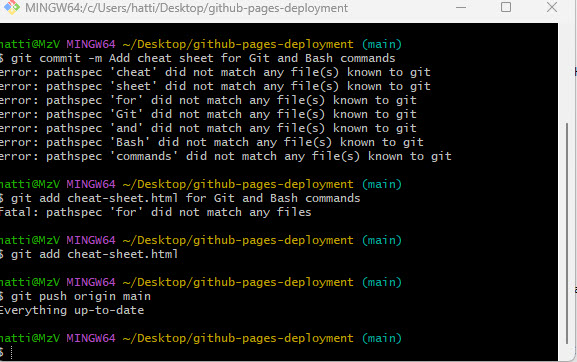 MINGW64:/c/Users/hatti/Desktop/github-pages-deployment
hatti@MzV MINGW64 ~/Desktop/github-pages-deployment (main)
$ git commit -m Add cheat sheet for Git and Bash commands
error: pathspec 'cheat' did not match any file(s) known to git
error: pathspec 'sheet' did not match any file(s) known to git
error: pathspec 'for' did not match any file(s) known to git
error: pathspec 'Git' did not match any file(s) known to git
error: pathspec 'and' did not match any file(s) known to git
error: pathspec 'Bash' did not match any file(s) known to git
error: pathspec 'commands' did not match any file(s) known to git
hatti@MzV MINGW64 ~/Desktop/github-pages-deployment (main)
$ git add cheat-sheet.html for Git and Bash commands
fatal: pathspec 'for' did not match any files
hatti@MzV MINGW64 ~/Desktop/github-pages-deployment (main)
$ git add cheat-sheet.html
hatti@MzV MINGW64 ~/Desktop/github-pages-deployment (main)
$ git push origin main
Everything up-to-date
hatti@MzV MINGW64 ~/Desktop/github-pages-deployment (main)
$